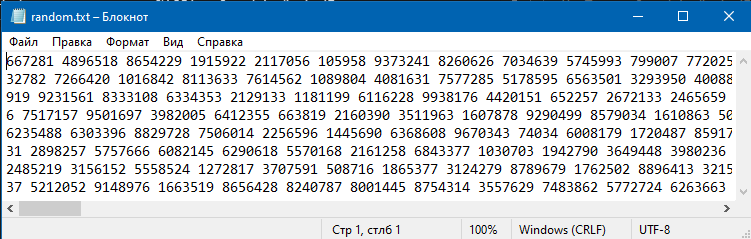 random.txt – Блокнот
Файл Правка Формат Вид Справка
667281 4896518 8654229 1915922 2117056 105958 9373241 8260626 7034639 5745993 799007 772025
32782 7266420 1016842 8113633 7614562 1089804 4081631 7577285 5178595 6563501 3293950 40088
919 9231561 8333108 6334353 2129133 1181199 6116228 9938176 4420151 652257 2672133 2465659
6 7517157 9501697 3982005 6412355 663819 2160390 3511963 1607878 9290499 8579034 1610863 50
6235488 6303396 8829728 7506014 2256596 1445690 6368608 9670343 74034 6008179 1720487 85917
31 2898257 5757666 6082145 6290618 5570168 2161258 6843377 1030703 1942790 3649448 3980236
2485219 3156152 5558524 1272817 3707591 508716 1865377 3124279 8789679 1762502 8896413 3215
37 5212052 9148976 1663519 8656428 8240787 8001445 8754314 3557629 7483862 5772724 6263663
Стр 1, стлб 1 100% Windows (CRLF) UTF-8